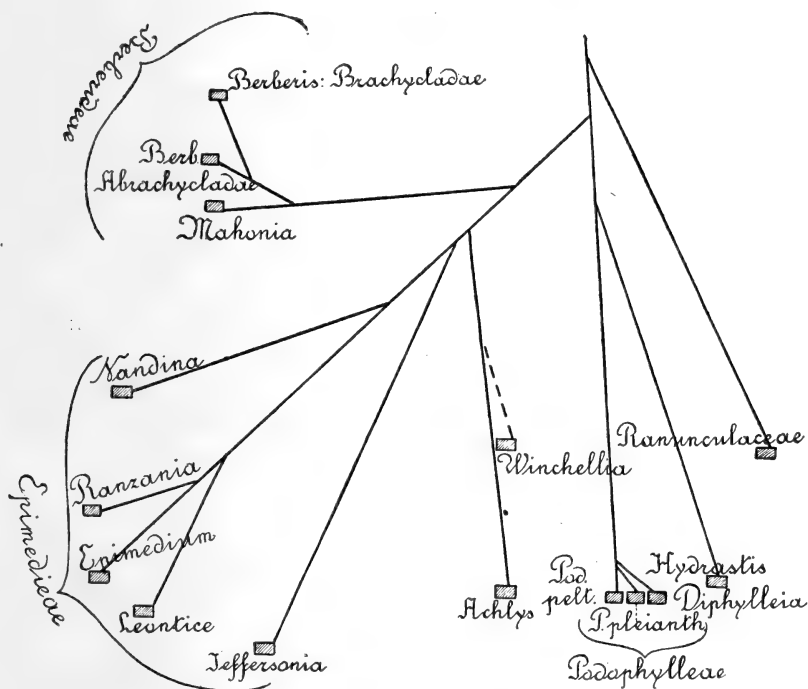 Berberideae
Berberis: Brachycladae
Berb.
Abrachycladae
Mahonia
Nandina
Ranzania
Epimedium
Leontice
Jeffersonia
Epimedieae
Winchellia
Achlys
Ranunculaceae
Hydrastis
Pod.
pelt.
Diphylleia
P.pleianth.
Podophylleae